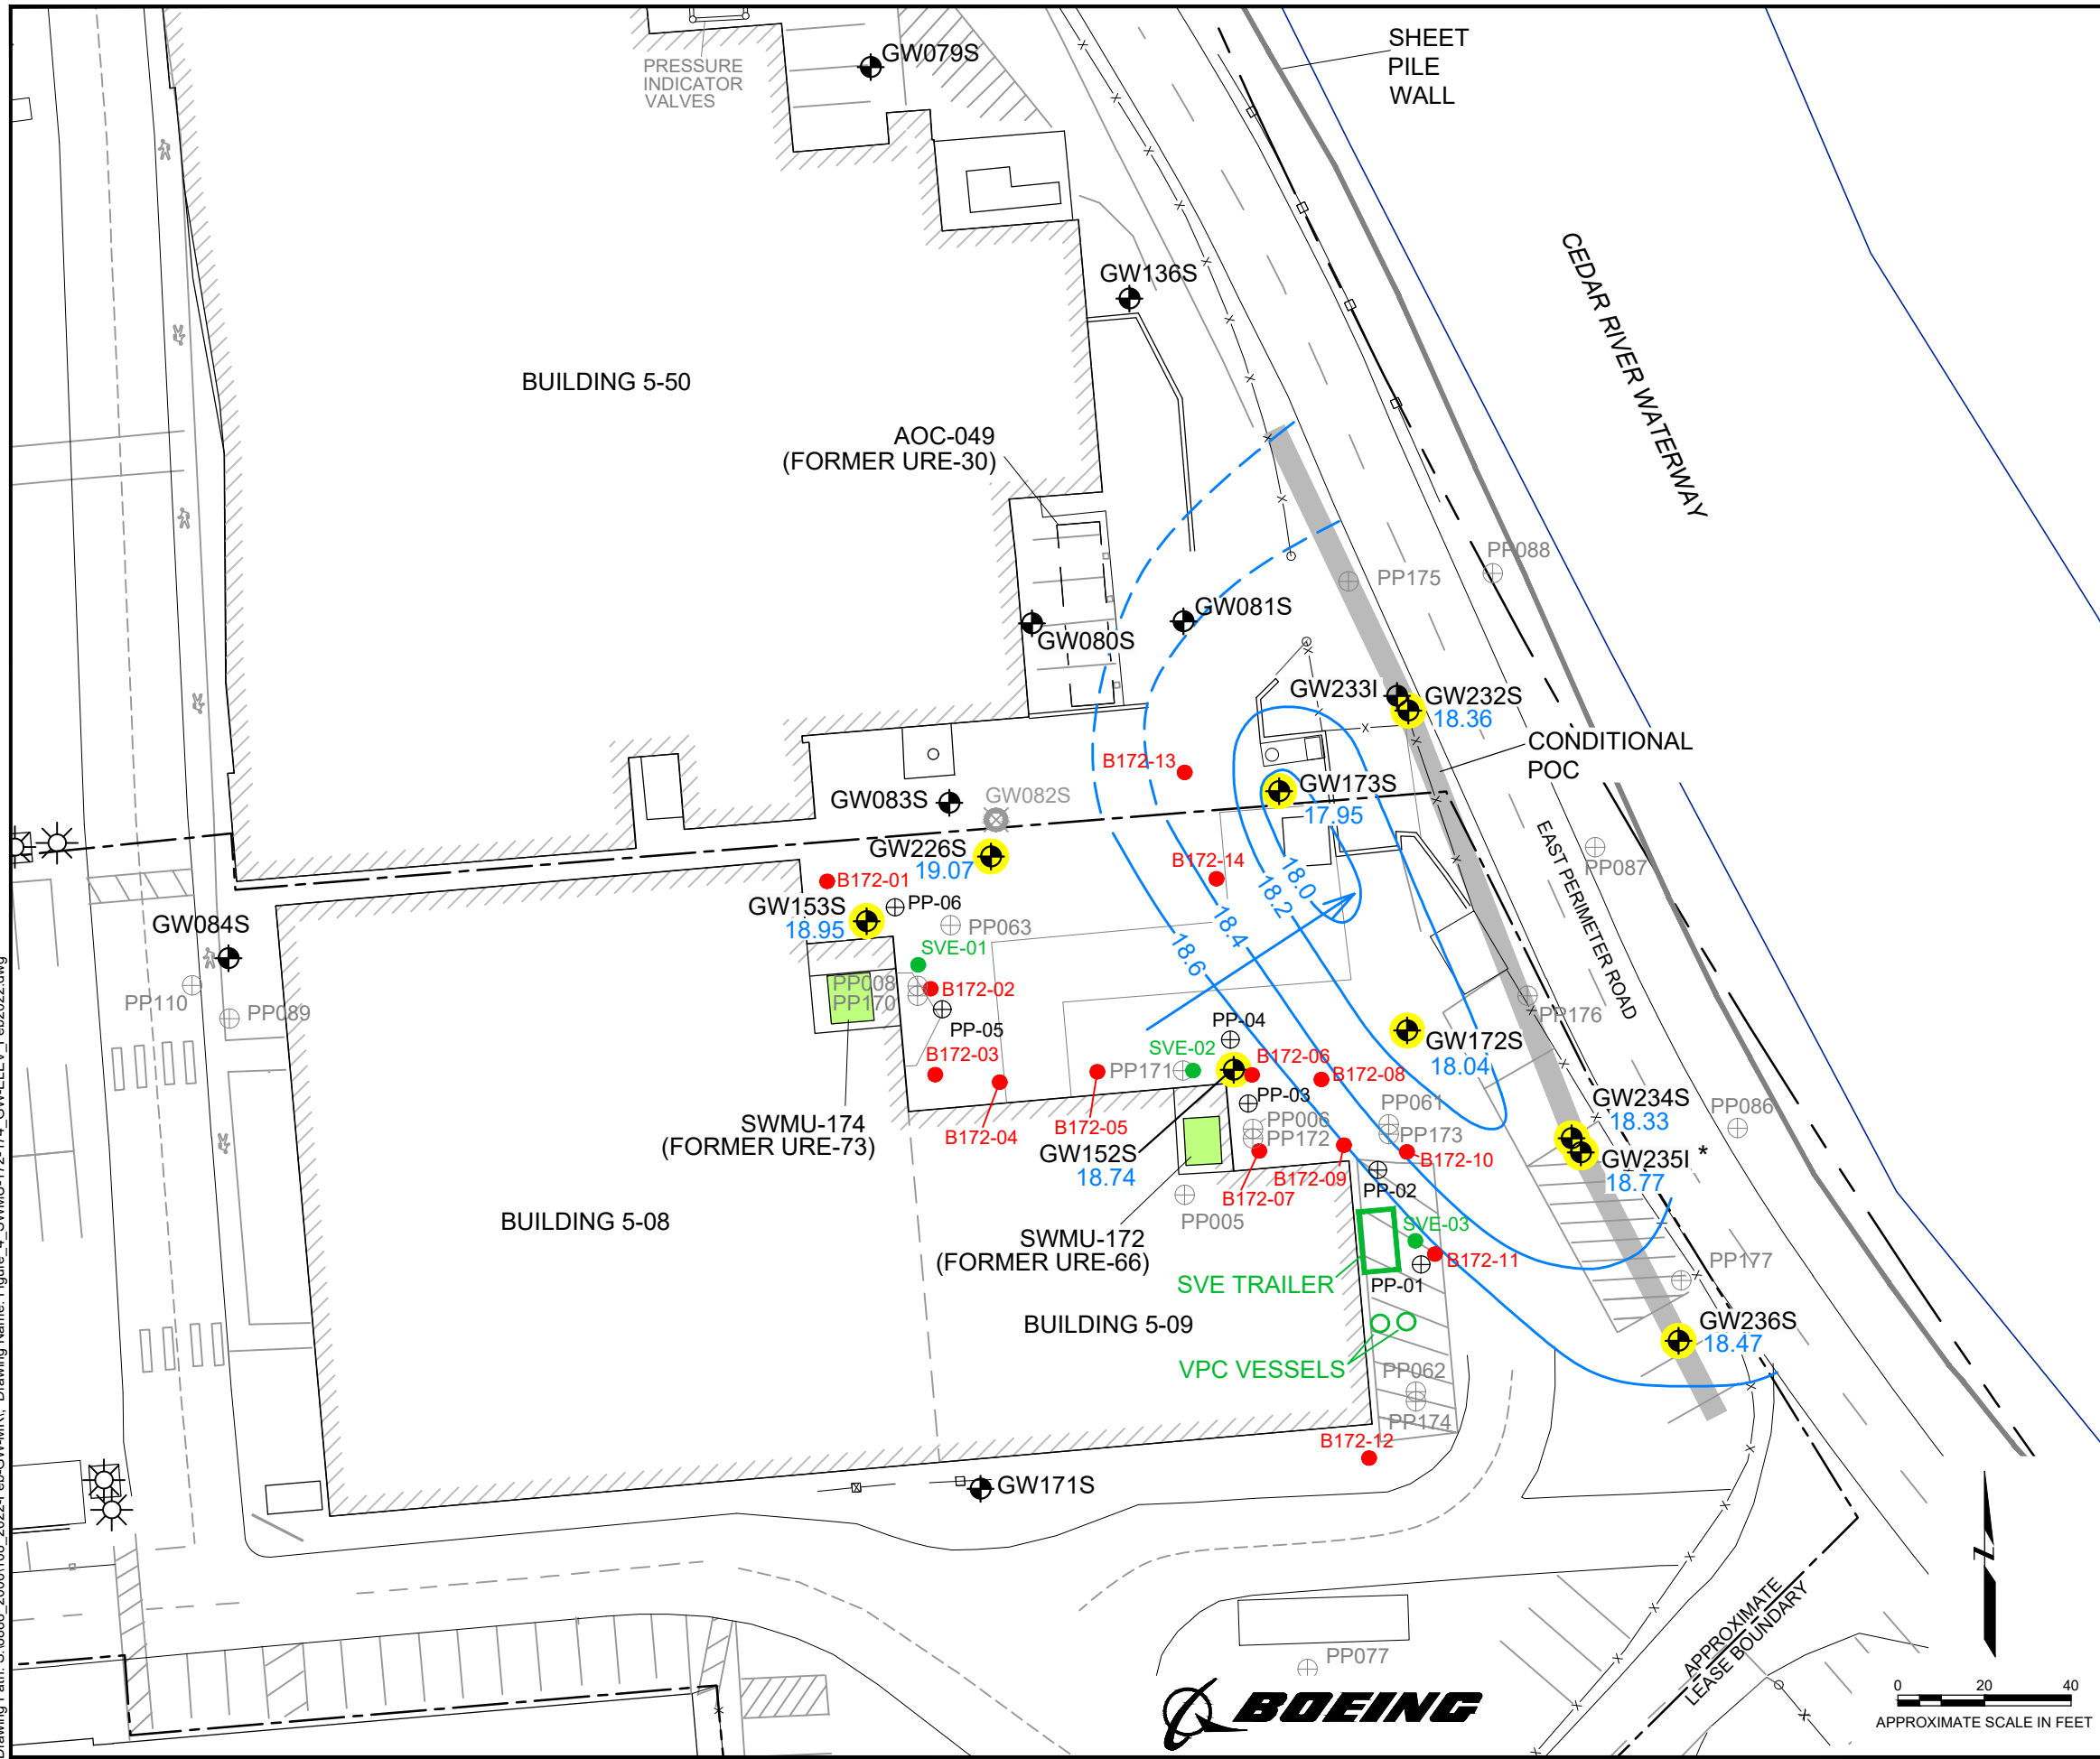 SHEET
PILE
WALL
GW079S
PRESSURE
INDICATOR
VALVES
CEDAR RIVER WATERWAY
GW136S
BUILDING 5-50
AOC-049
(FORMER URE-30)
PP088
PP175
GW081S
GW080S
GW233I
GW232S
18.36
CONDITIONAL
POC
B172-13
GW173S
17.95
GW083S
GW082S
EAST PERIMETER ROAD
PP087
GW226S
19.07
B172-14
B172-01
18.0
18.2
18.4
18.6
GW153S
18.95
PP-06
PP063
GW084S
SVE-01
PP008
PP170
B172-02
PP110
PP089
PP-05
PP-04
PP176
GW172S
18.04
B172-03
SVE-02
B172-06
PP171
B172-08
PP-03
GW234S
18.33
PP061
PP086
SWMU-174
(FORMER URE-73)
B172-04
B172-05
PP006
PP172
PP173
GW152S
18.74
B172-10
GW235I *
18.77
B172-09
PP-02
B172-07
PP005
BUILDING 5-08
SWMU-172
(FORMER URE-66)
SVE-03
B172-11
PP177
SVE TRAILER
PP-01
BUILDING 5-09
GW236S
18.47
VPC VESSELS
PP062
PP174
B172-12
GW171S
APPROXIMATE
LEASE BOUNDARY
PP077
BOEING
N
0 20 40
APPROXIMATE SCALE IN FEET